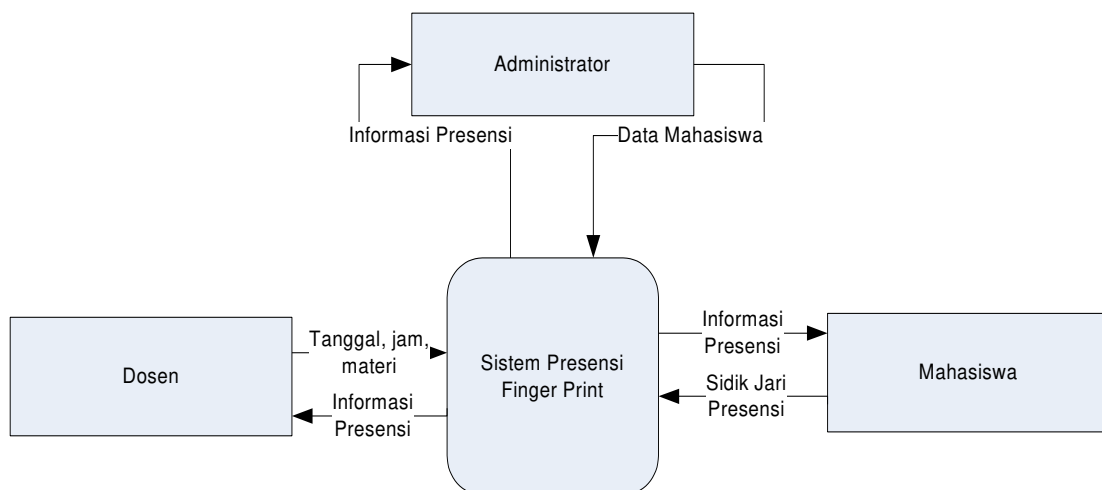 Administrator
Informasi Presensi
Data Mahasiswa
Tanggal, jam,
materi
Dosen
Informasi
Presensi
Sistem Presensi
Finger Print
Informasi
Presensi
Sidik Jari
Presensi
Mahasiswa